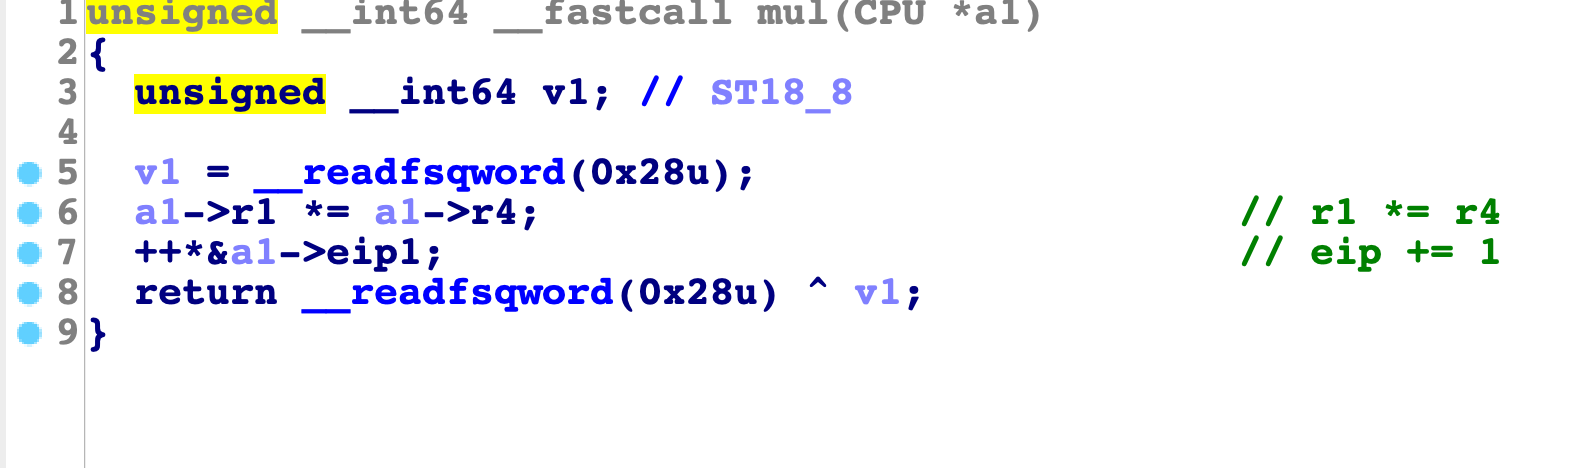 1 unsigned __int64 __fastcall mul(CPU *a1)
2 {
3 unsigned __int64 v1; // ST18_8
4
5 v1 = __readfsqword(0x28u);
6 a1->r1 *= a1->r4; // r1 *= r4
7 ++*&a1->eip1; // eip += 1
8 return __readfsqword(0x28u) ^ v1;
9 }